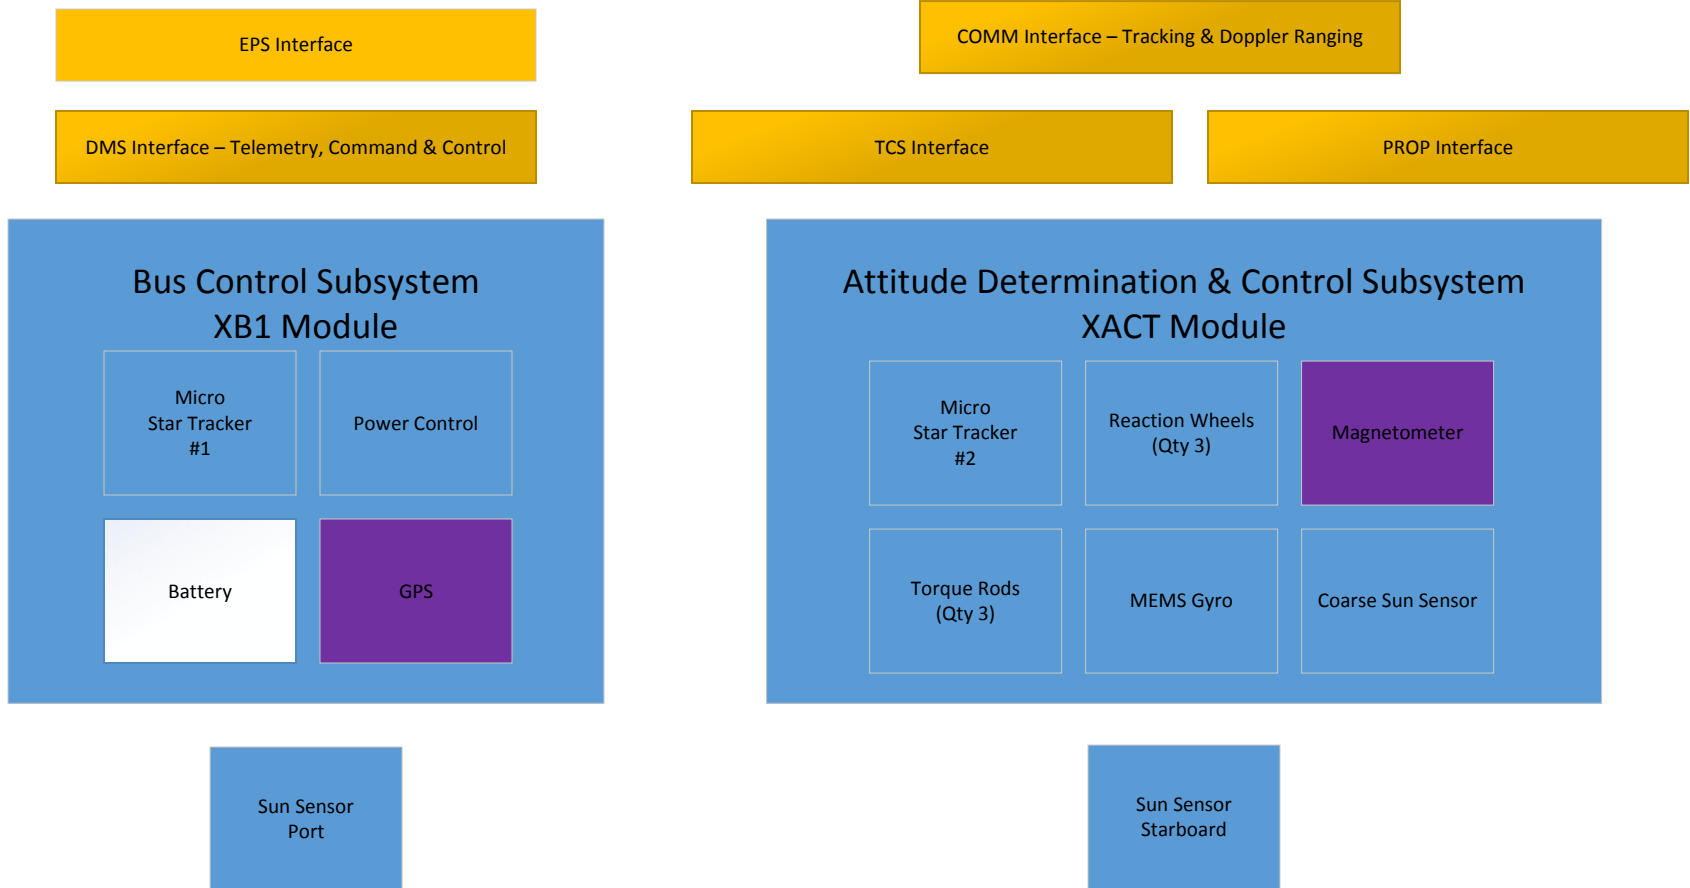 EPS Interface
COMM Interface – Tracking & Doppler Ranging
DMS Interface – Telemetry, Command & Control
TCS Interface
PROP Interface
Bus Control Subsystem
XB1 Module
Micro
Star Tracker
#1
Power Control
Battery
GPS
Attitude Determination & Control Subsystem
XACT Module
Micro
Star Tracker
#2
Reaction Wheels
(Qty 3)
Magnetometer
Torque Rods
(Qty 3)
MEMS Gyro
Coarse Sun Sensor
Sun Sensor
Port
Sun Sensor
Starboard